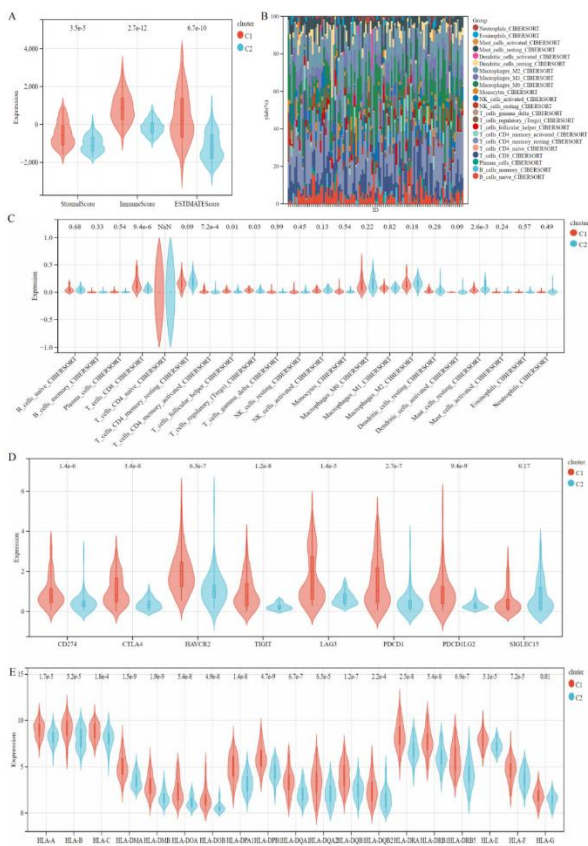 A
3.5e-5
2.7e-12
6.7e-10
cluster
C1
C2
Expression
4,000
2,000
0
-2,000
StromalScore
ImmuneScore
ESTIMATEScore
B
100
80
60
40
20
0
ID
Group
Neutrophils_CIBERSORT
Eosinophils_CIBERSORT
Mast_cells_activated_CIBERSORT
Mast_cells_resting_CIBERSORT
Dendritic_cells_activated_CIBERSORT
Dendritic_cells_resting_CIBERSORT
Macrophages_M2_CIBERSORT
Macrophages_M1_CIBERSORT
Macrophages_M0_CIBERSORT
Monocytes_CIBERSORT
NK_cells_activated_CIBERSORT
NK_cells_resting_CIBERSORT
T_cells_gamma_delta_CIBERSORT
T_cells_regulatory_(Tregs)_CIBERSORT
T_cells_follicular_helper_CIBERSORT
T_cells_CD4_memory_activated_CIBERSORT
T_cells_CD4_memory_resting_CIBERSORT
T_cells_CD4_naive_CIBERSORT
T_cells_CD8_CIBERSORT
Plasma_cells_CIBERSORT
B_cells_memory_CIBERSORT
B_cells_naive_CIBERSORT
C
0.68 0.33 0.54 9.4e-6 NaN 0.09 7.2e-4 0.01 0.03 0.99 0.45 0.13 0.54 0.22 0.82 0.18 0.28 0.09 2.6e-3 0.24 0.57 0.49
cluster
C1
C2
Expression
1.0
0.5
0.0
-0.5
-1.0
B_cells_naive_CIBERSORT
B_cells_memory_CIBERSORT
Plasma_cells_CIBERSORT
T_cells_CD8_CIBERSORT
T_cells_CD4_naive_CIBERSORT
T_cells_CD4_memory_resting_CIBERSORT
T_cells_CD4_memory_activated_CIBERSORT
T_cells_follicular_helper_CIBERSORT
T_cells_regulatory_(Tregs)_CIBERSORT
T_cells_gamma_delta_CIBERSORT
NK_cells_resting_CIBERSORT
NK_cells_activated_CIBERSORT
Monocytes_CIBERSORT
Macrophages_M0_CIBERSORT
Macrophages_M1_CIBERSORT
Macrophages_M2_CIBERSORT
Dendritic_cells_resting_CIBERSORT
Dendritic_cells_activated_CIBERSORT
Mast_cells_resting_CIBERSORT
Mast_cells_activated_CIBERSORT
Eosinophils_CIBERSORT
Neutrophils_CIBERSORT
D
1.4e-6 3.4e-8 6.3e-7 1.2e-8 1.4e-5 2.7e-7 9.4e-9 0.17
cluster
C1
C2
Expression
6
4
2
0
CD274 CTLA4 HAVCR2 TIGIT LAG3 PDCD1 PDCD1LG2 SIGLEC15
E
1.7e-5 5.2e-5 1.8e-4 1.5e-9 1.9e-9 5.4e-8 4.9e-8 1.4e-8 4.7e-9 6.7e-7 6.5e-5 1.2e-7 2.2e-4 2.5e-8 5.4e-8 6.9e-7 3.1e-5 7.2e-5 0.01
cluster
C1
C2
Expression
15
10
5
0
HLA-A HLA-B HLA-C HLA-DMA HLA-DMB HLA-DOA HLA-DOB HLA-DPA1 HLA-DPB1 HLA-DQA1 HLA-DQA2 HLA-DQB1 HLA-DQB2 HLA-DRA HLA-DRB1 HLA-DRB5 HLA-E HLA-F HLA-G